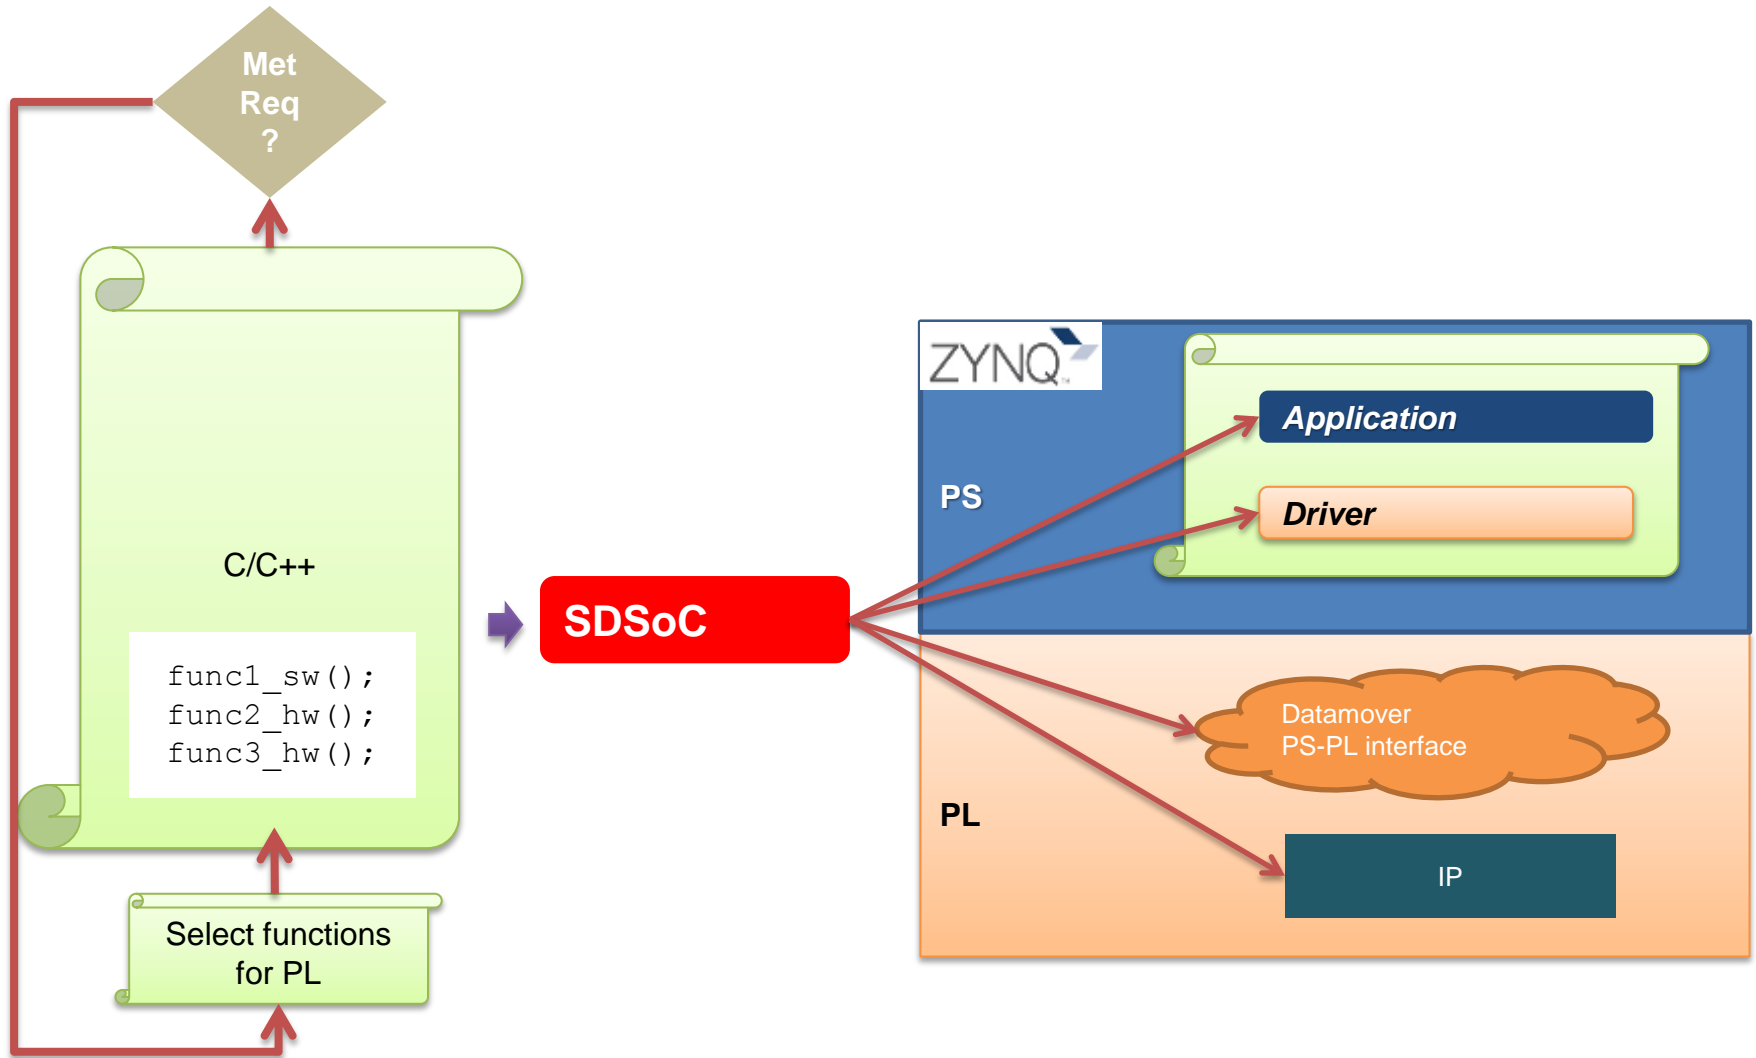 Met
Req
?
C/C++
func1_sw();
func2_hw();
func3_hw();
Select functions
for PL
SDSoC
ZYNQ™
PS
Application
Driver
PL
Datamover
PS-PL interface
IP